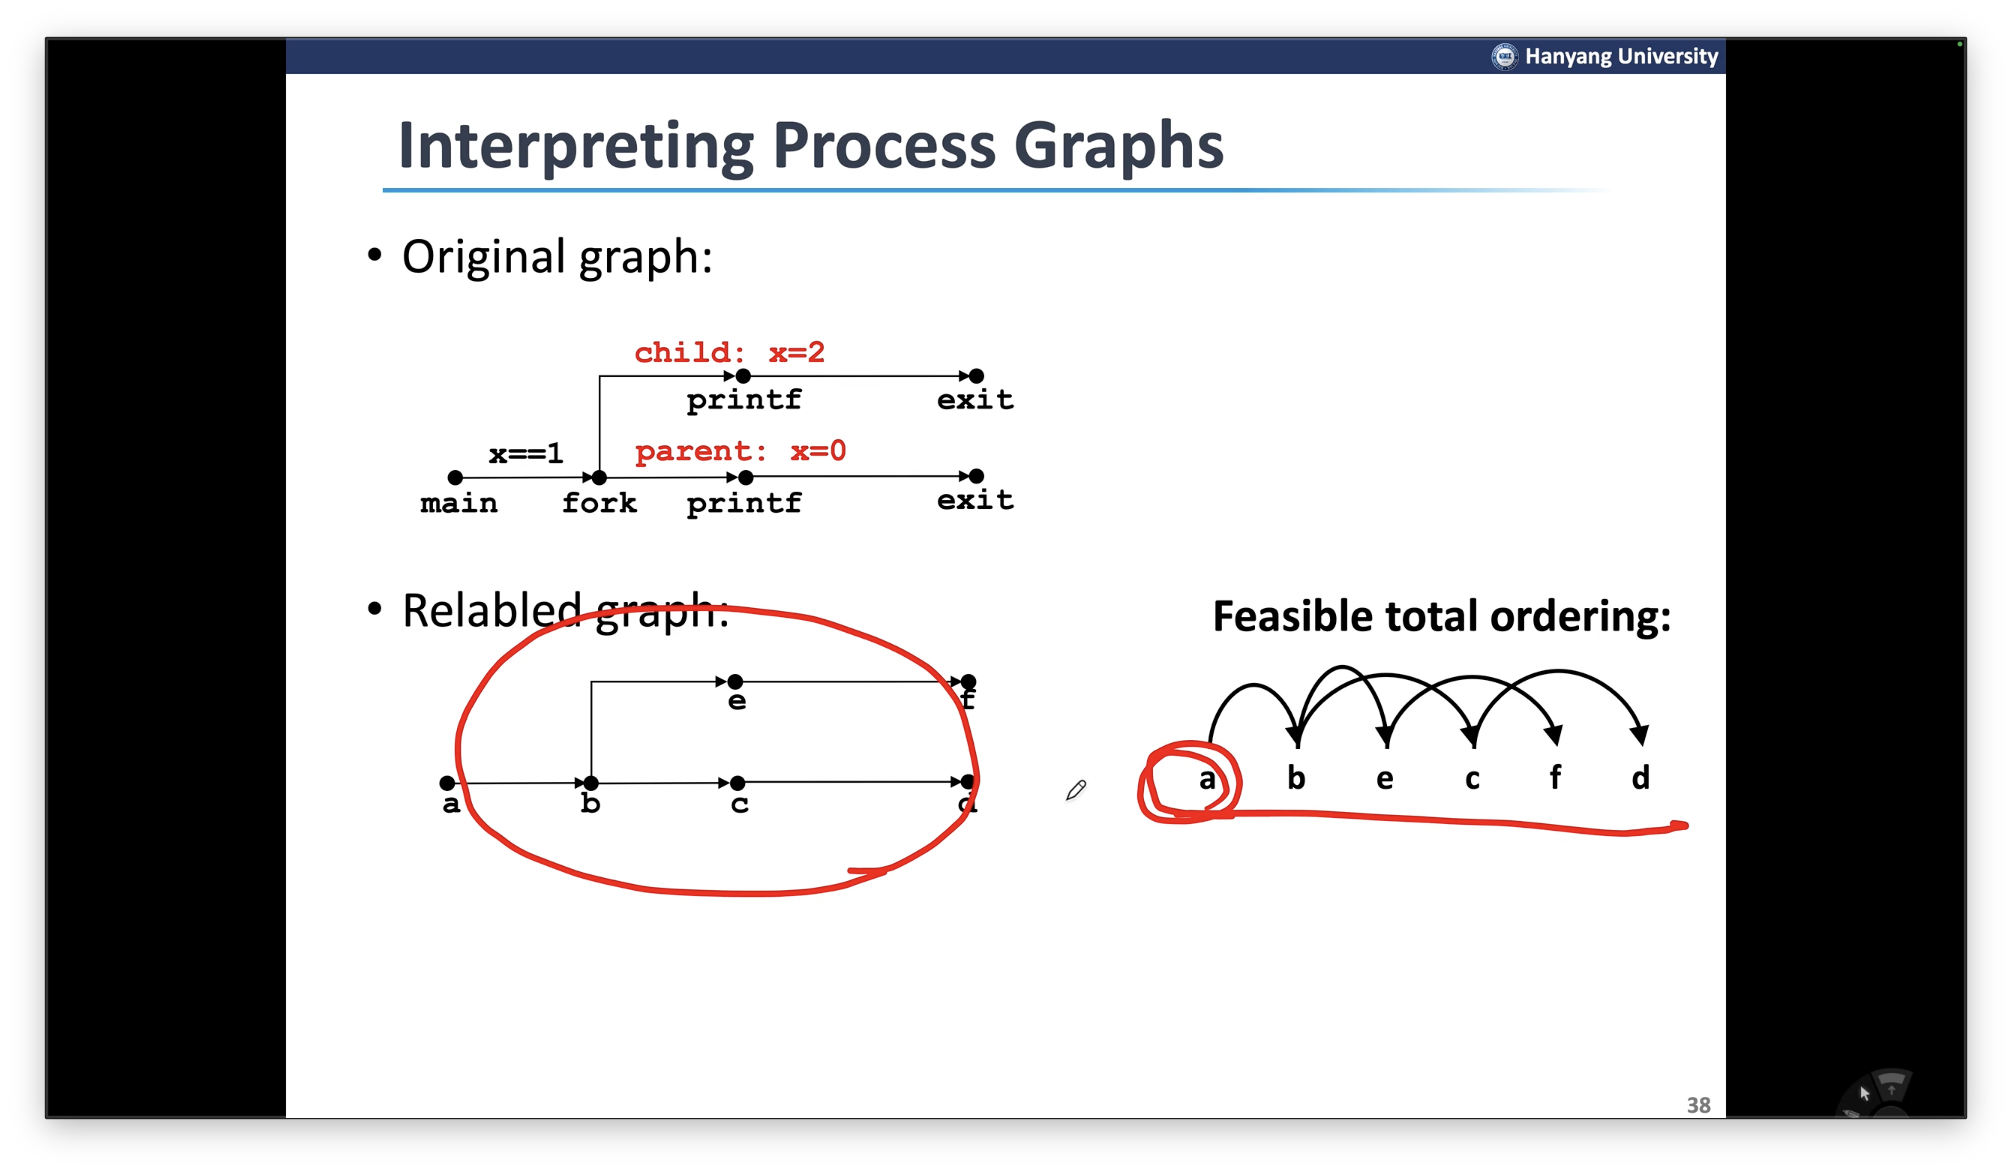 Hanyang University
Interpreting Process Graphs
• Original graph:
child: x=2
printf exit
x==1 parent: x=0
main fork printf exit
• Relabled graph:
Feasible total ordering:
e f
a b c d
a b e c f d
38